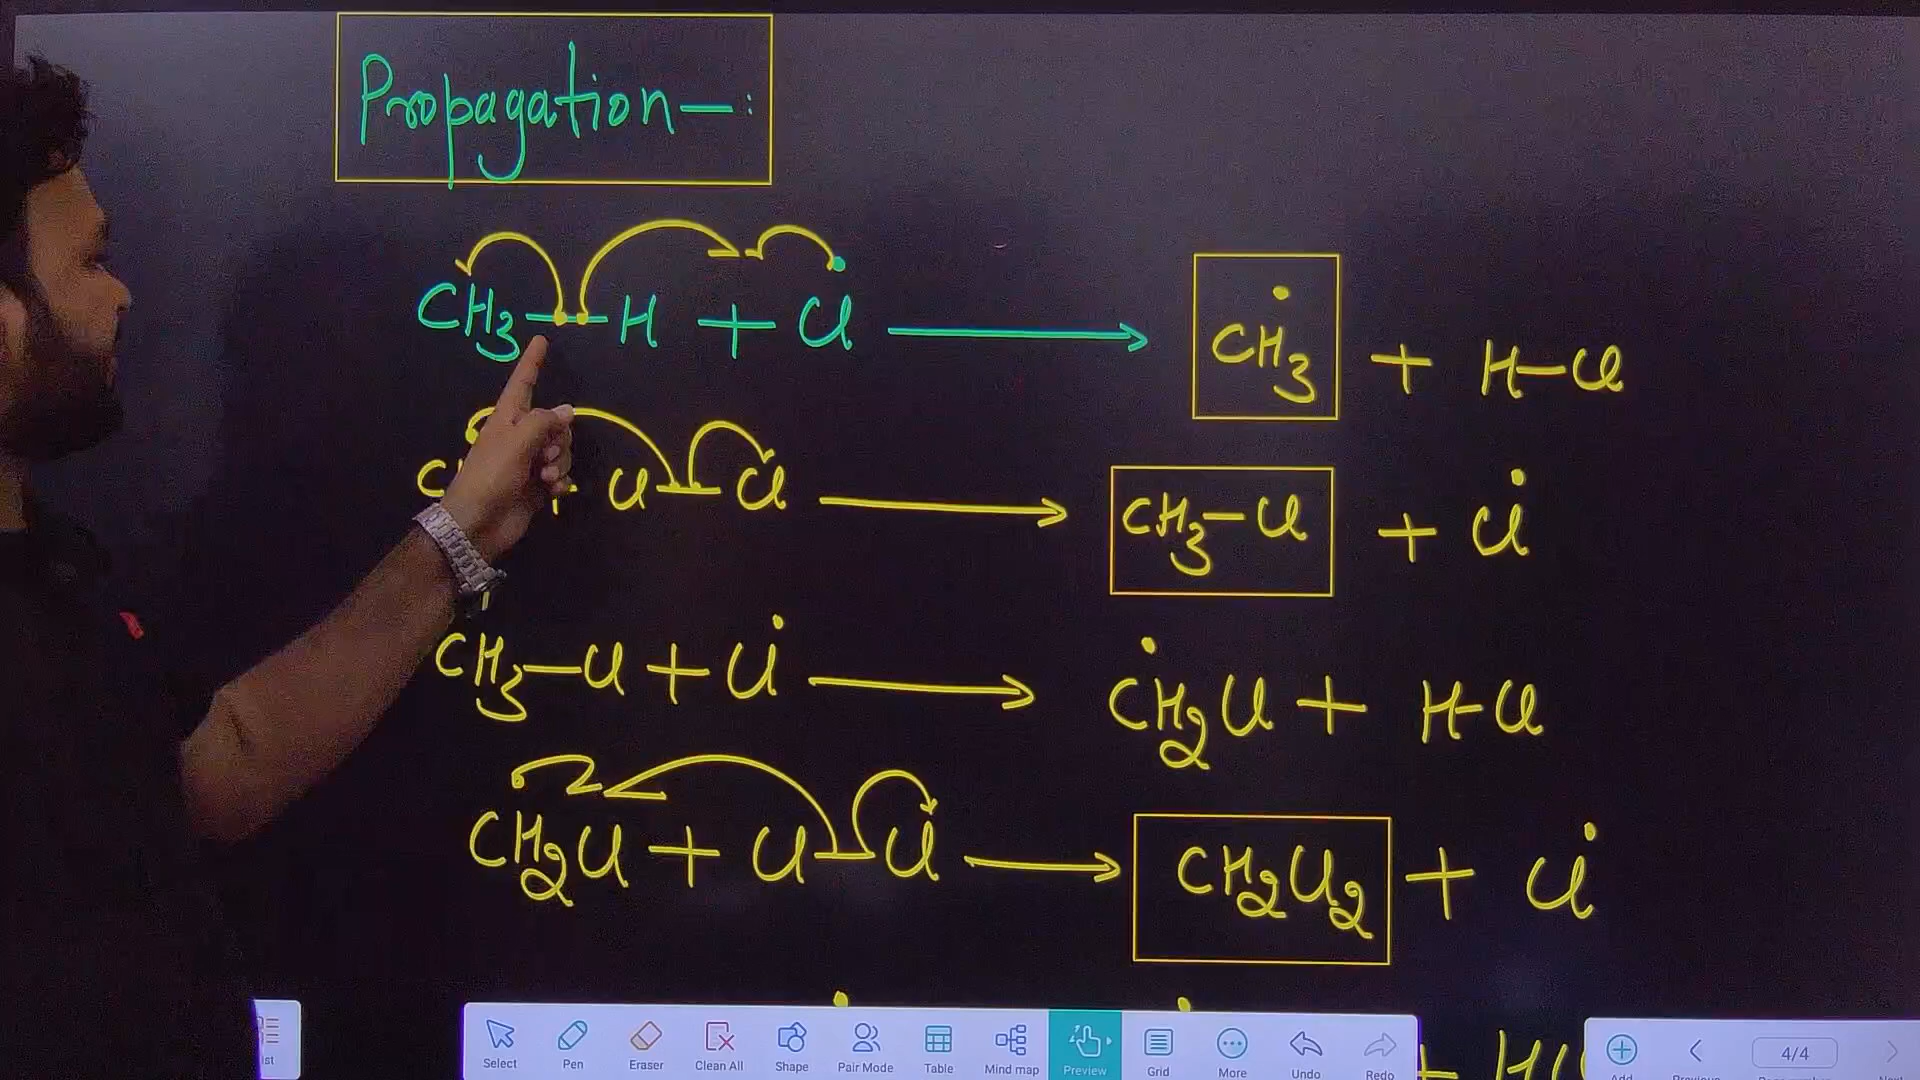 Propagation—:
CH3—H + Cl• ⟶ •CH3 + H–Cl
+ Cl—Cl ⟶ CH3–Cl + Cl•
CH3–Cl + Cl• ⟶ •CH2Cl + H–Cl
•CH2Cl + Cl—Cl ⟶ CH2Cl2 + Cl•
Select Pen Eraser Clean All Shape Pair Mode Table Mind map Preview Grid More Undo Redo
4/4